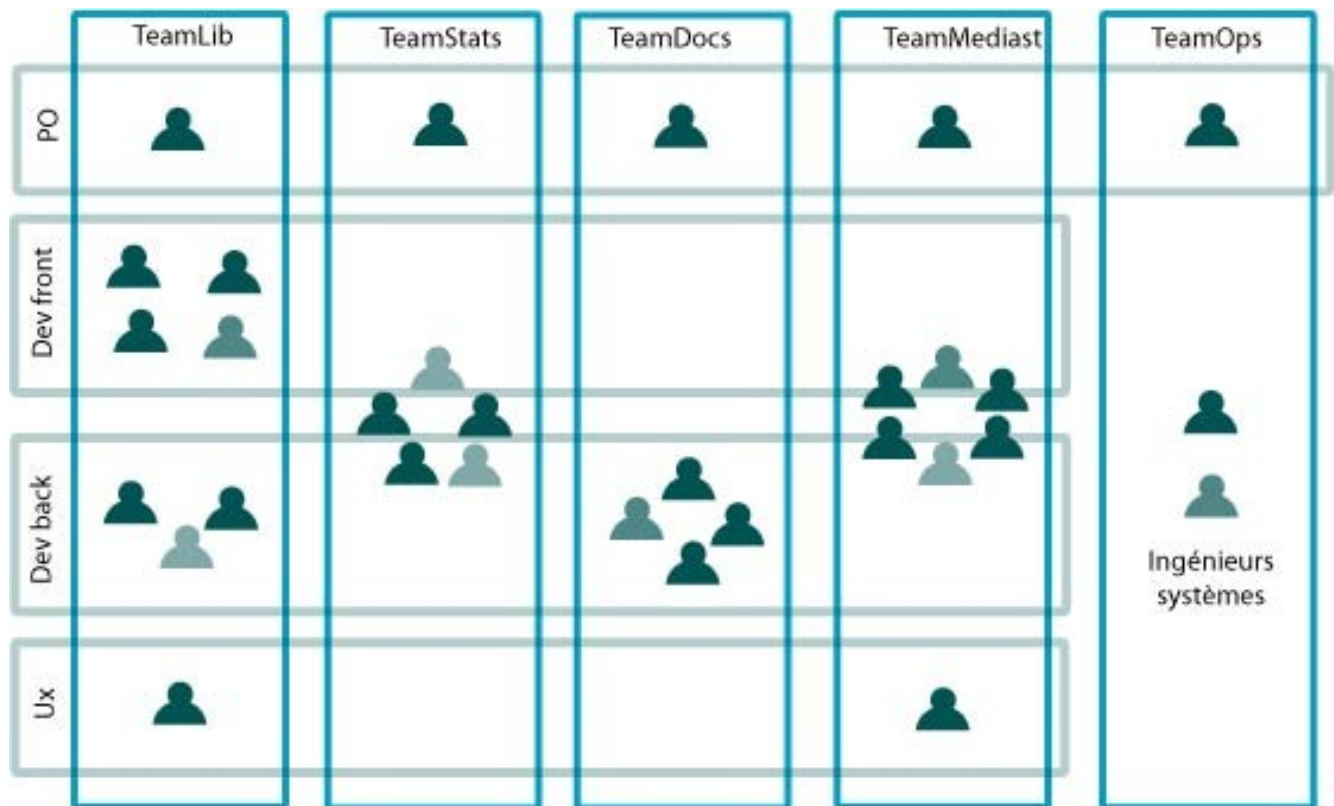 TeamLib
TeamStats
TeamDocs
TeamMediast
TeamOps
PO
Dev front
Dev back
Ingénieurs
systèmes
Ux